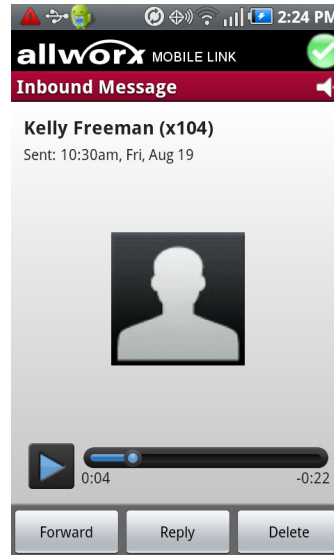 2:24 PM
allworx MOBILE LINK
Inbound Message
Kelly Freeman (x104)
Sent: 10:30am, Fri, Aug 19
0:04 -0:22
Forward Reply Delete